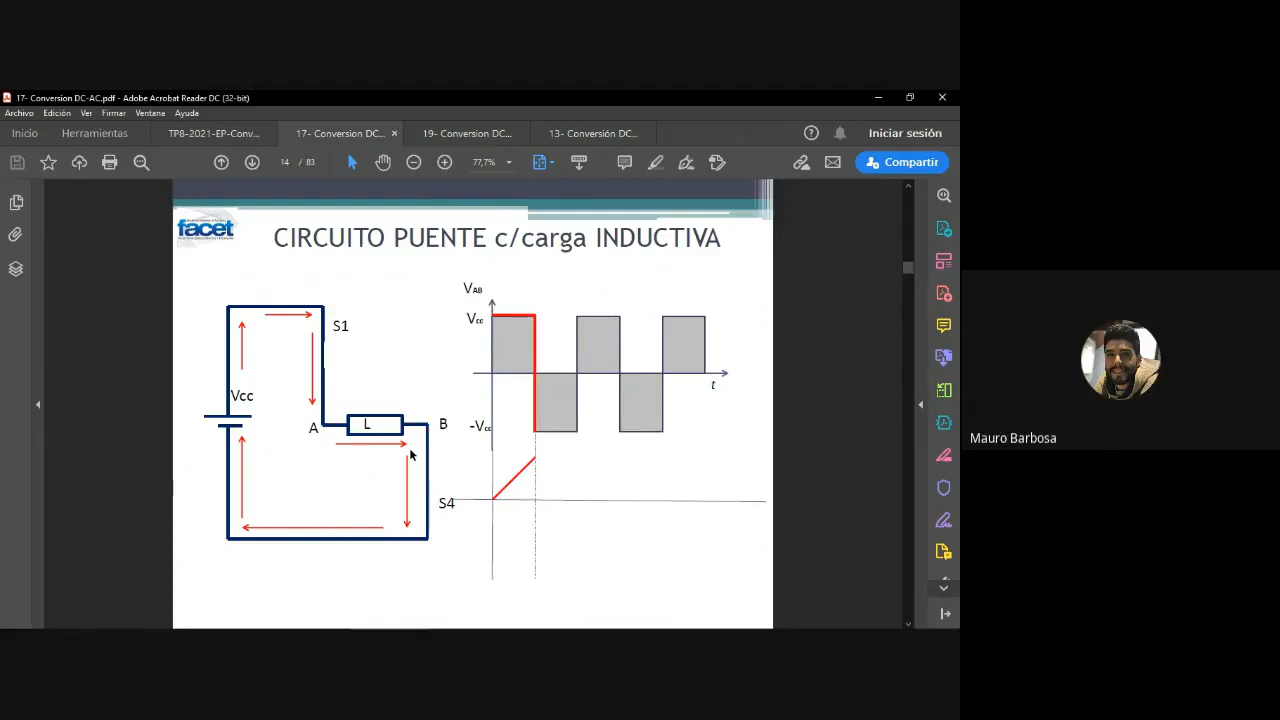 17- Conversion DC-AC.pdf - Adobe Acrobat Reader DC (32-bit)
Archivo Edición Ver Firmar Ventana Ayuda
Inicio Herramientas TP8-2021-EP-Conv... 17- Conversion DC... 19- Conversion DC... 13- Conversión DC... Iniciar sesión
14 / 83 77,7% Compartir
facet
CIRCUITO PUENTE c/carga INDUCTIVA
VAB
Vcc
S1
t
Vcc
A
L
B
-Vcc
S4
Mauro Barbosa